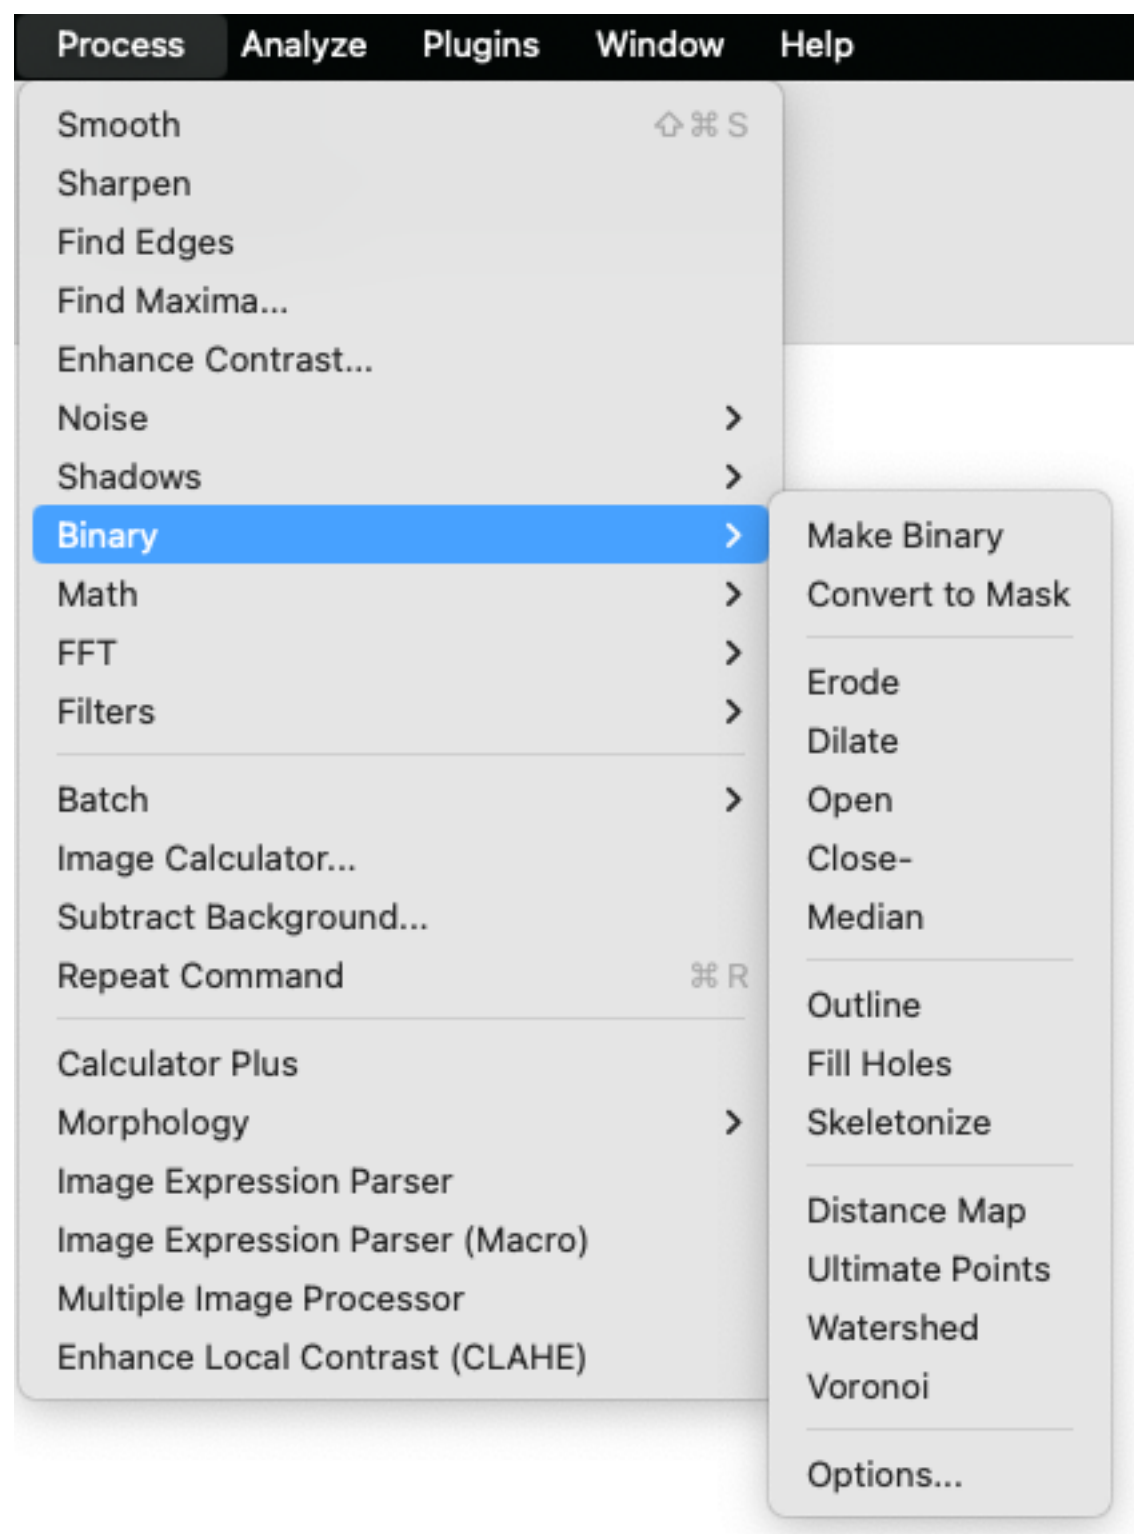 Process Analyze Plugins Window Help
Smooth ⇧⌘S
Sharpen
Find Edges
Find Maxima...
Enhance Contrast...
Noise
Shadows
Binary
Math
FFT
Filters
Batch
Image Calculator...
Subtract Background...
Repeat Command ⌘R
Calculator Plus
Morphology
Image Expression Parser
Image Expression Parser (Macro)
Multiple Image Processor
Enhance Local Contrast (CLAHE)
Make Binary
Convert to Mask
Erode
Dilate
Open
Close-
Median
Outline
Fill Holes
Skeletonize
Distance Map
Ultimate Points
Watershed
Voronoi
Options...